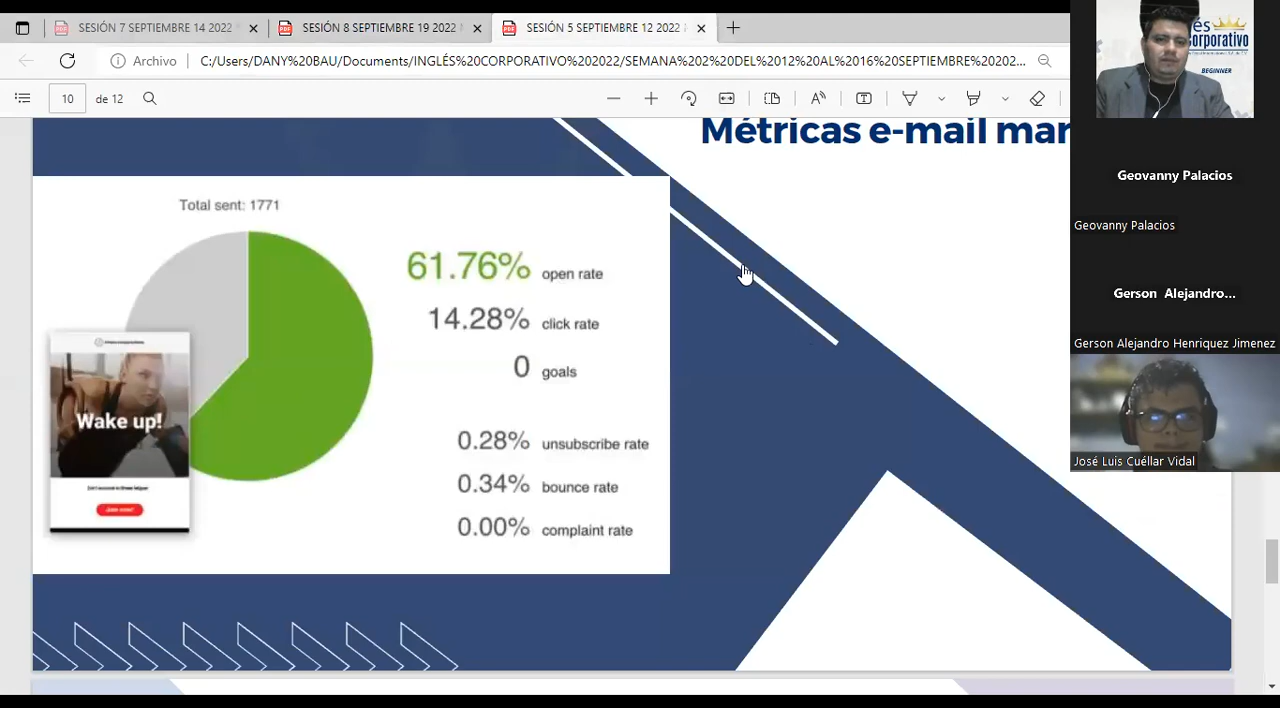 SESIÓN 7 SEPTIEMBRE 14 2022
SESIÓN 8 SEPTIEMBRE 19 2022
SESIÓN 5 SEPTIEMBRE 12 2022
Archivo
C:/Users/DANY%20BAU/Documents/INGLÉS%20CORPORATIVO%202022/SEMANA%202%20DEL%2012%20AL%2016%20SEPTIEMBRE%20202...
10 de 12
Métricas e-mail mar
Total sent: 1771
61.76% open rate
14.28% click rate
0 goals
0.28% unsubscribe rate
0.34% bounce rate
0.00% complaint rate
Wake up!
és
Corporativo
BEGINNER
Geovanny Palacios
Geovanny Palacios
Gerson Alejandro...
Gerson Alejandro Henriquez Jimenez
José Luis Cuéllar Vidal